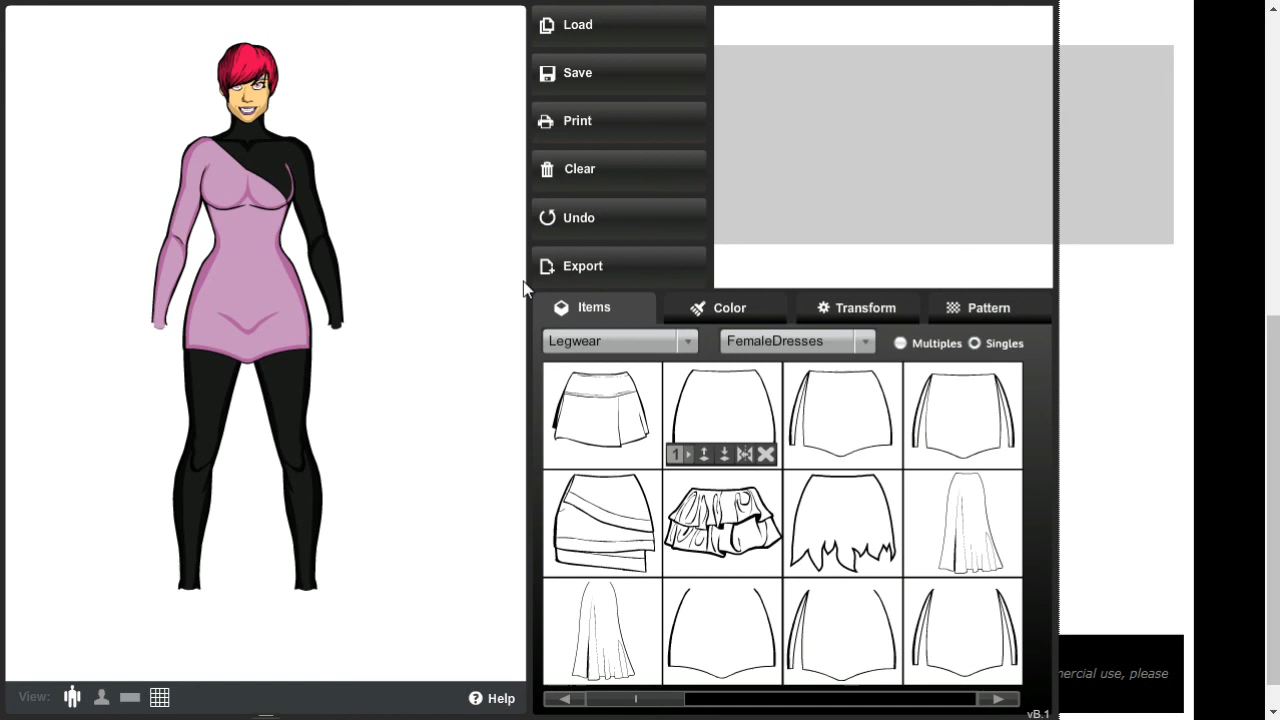 Load
Save
Print
Clear
Undo
Export
Items
Color
Transform
Pattern
Legwear
FemaleDresses
Multiples
Singles
1
View:
Help
mercial use, please
vB.1